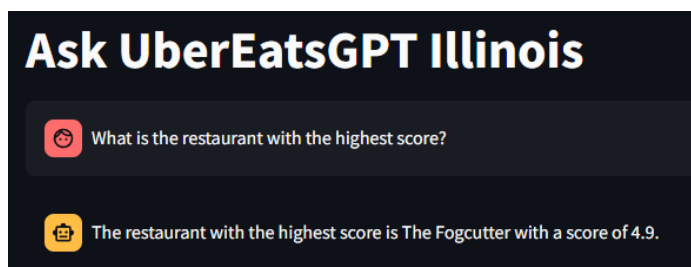 Ask UberEatsGPT Illinois
What is the restaurant with the highest score?
The restaurant with the highest score is The Fogcutter with a score of 4.9.